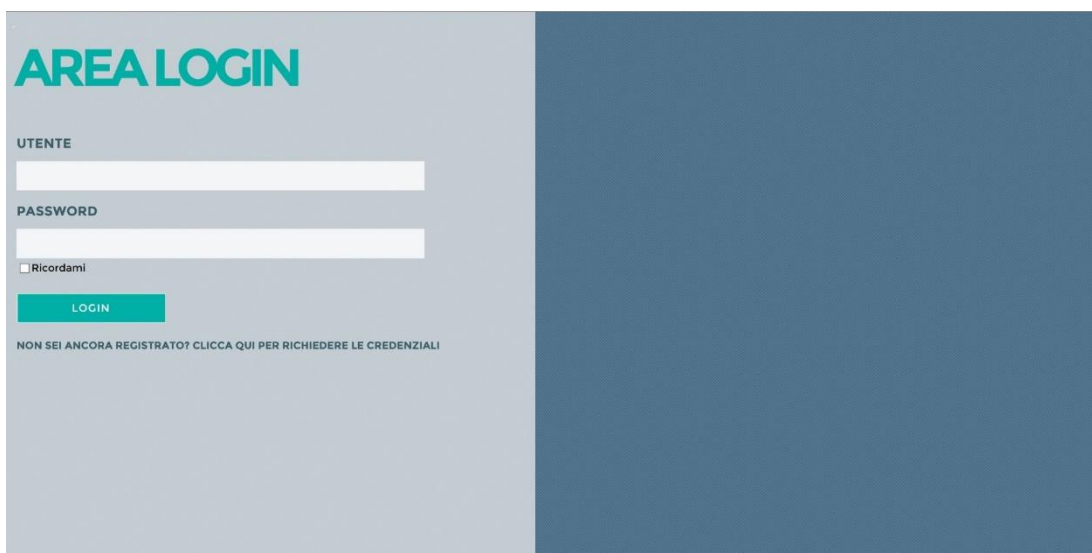 AREA LOGIN
UTENTE
PASSWORD
Ricordami
LOGIN
NON SEI ANCORA REGISTRATO? CLICCA QUI PER RICHIEDERE LE CREDENZIALI